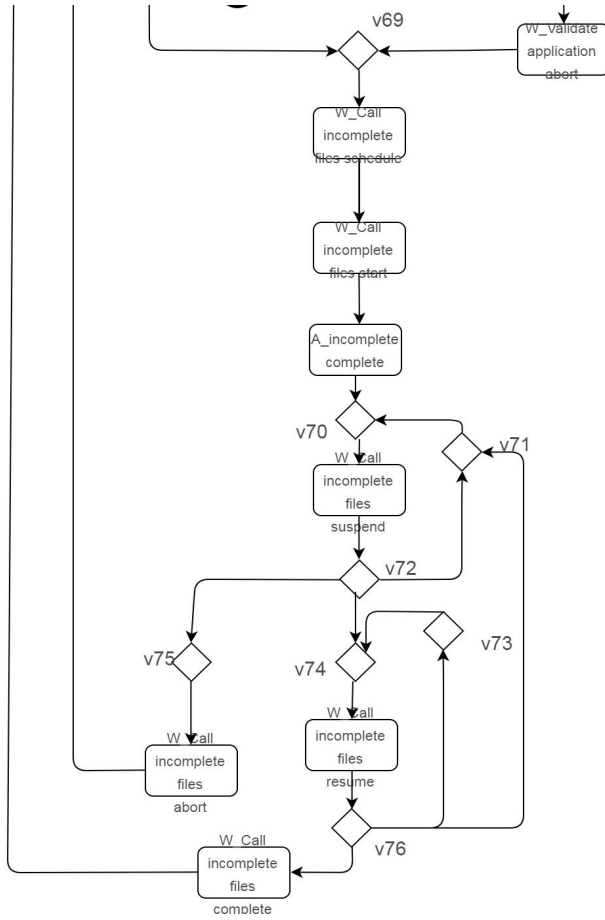 v69
W_Validate
application
abort
W_Call
incomplete
files schedule
W_Call
incomplete
files start
A_incomplete
complete
v70
v71
W_Call
incomplete
files
suspend
v72
v73
v75
v74
W_Call
incomplete
files
resume
W_Call
incomplete
files
abort
v76
W_Call
incomplete
files
complete